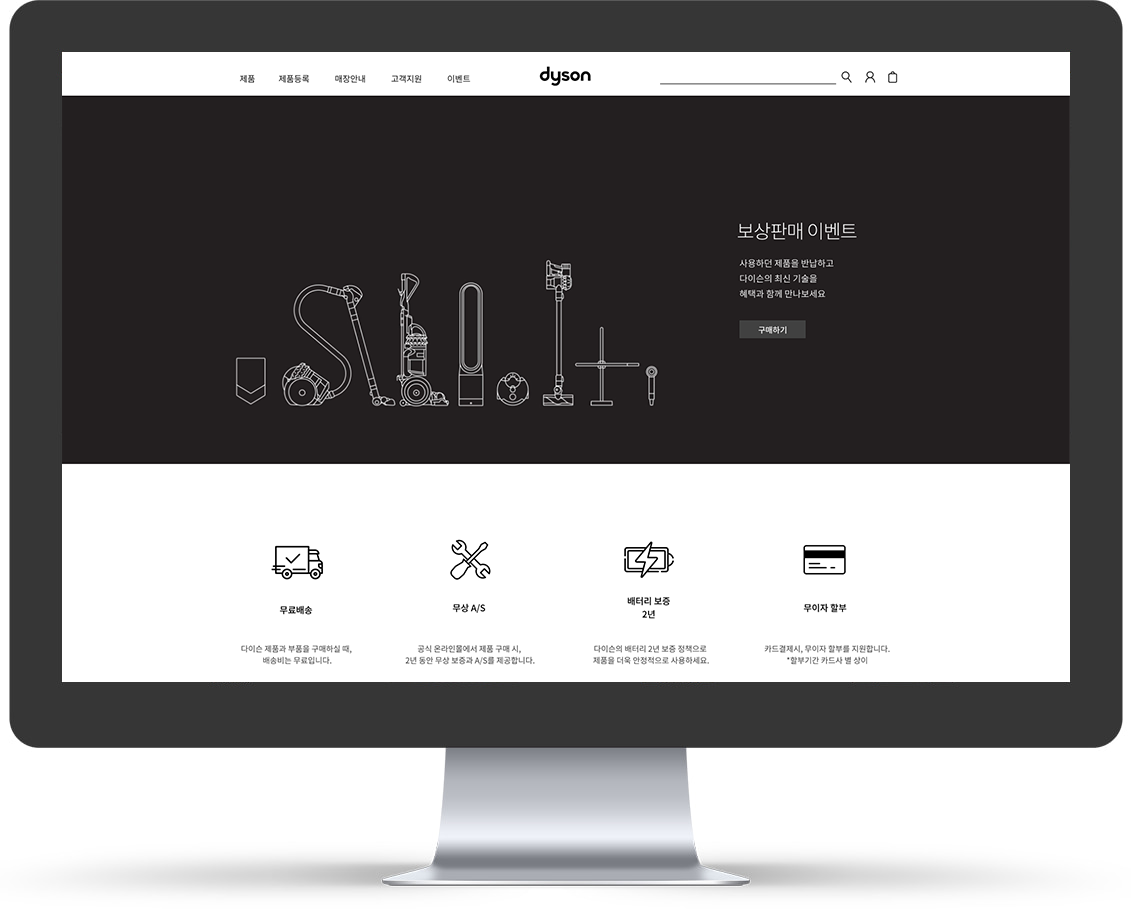 제품 제품등록 매장안내 고객지원 이벤트 dyson
보상판매 이벤트
사용하던 제품을 반납하고
다이슨의 최신 기술을
혜택과 함께 만나보세요
구매하기
무료배송
다이슨 제품과 부품을 구매하실 때,
배송비는 무료입니다.
무상 A/S
공식 온라인몰에서 제품 구매 시,
2년 동안 무상 보증과 A/S를 제공합니다.
배터리 보증
2년
다이슨의 배터리 2년 보증 정책으로
제품을 더욱 안정적으로 사용하세요.
무이자 할부
카드결제시, 무이자 할부를 지원합니다.
*할부기간 카드사 별 상이